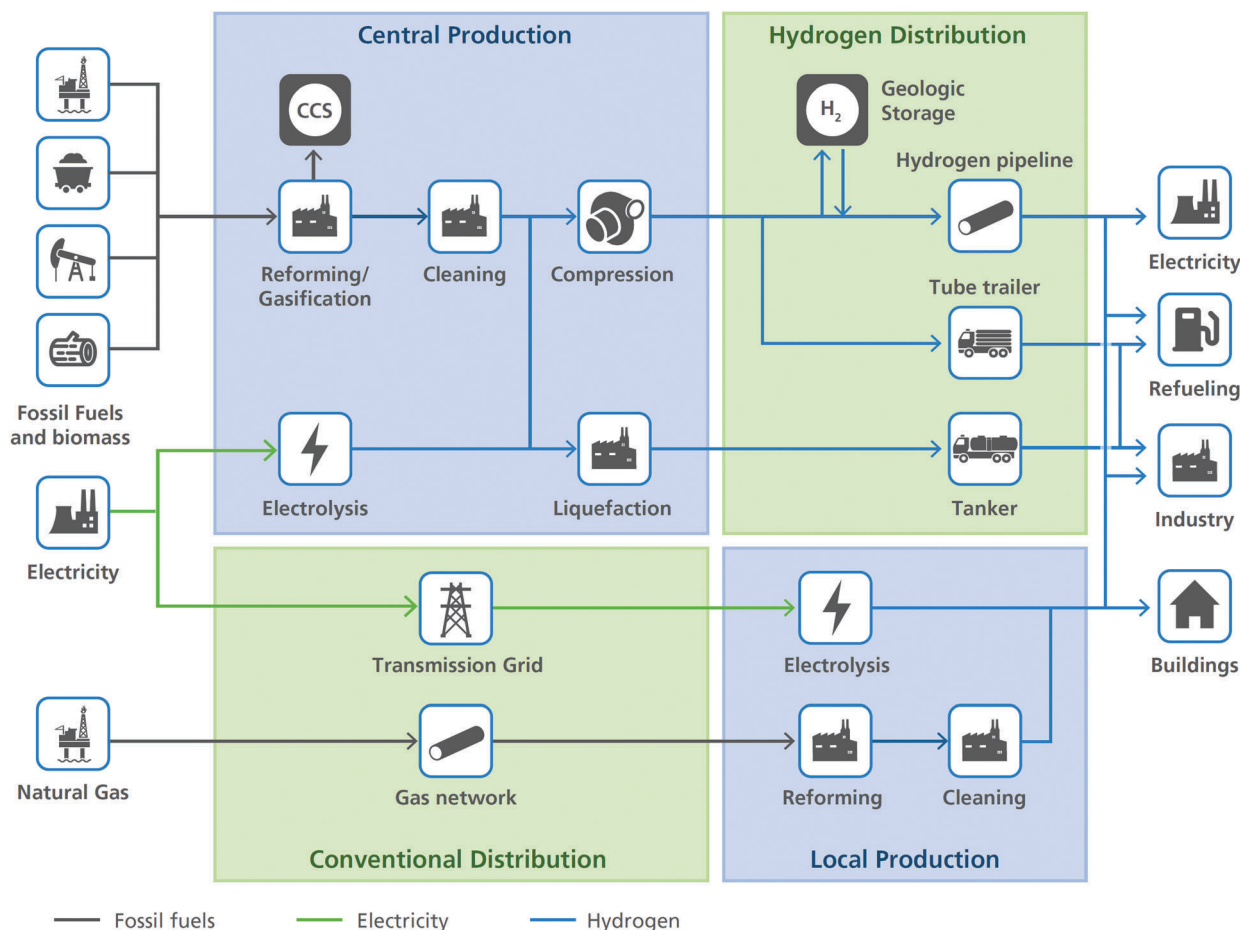 Central Production
Hydrogen Distribution
CCS
H2
Geologic
Storage
Hydrogen pipeline
Reforming/
Gasification
Cleaning
Compression
Electricity
Tube trailer
Refueling
Fossil Fuels
and biomass
Electrolysis
Liquefaction
Tanker
Industry
Electricity
Transmission Grid
Electrolysis
Buildings
Natural Gas
Gas network
Reforming
Cleaning
Conventional Distribution
Local Production
Fossil fuels
Electricity
Hydrogen